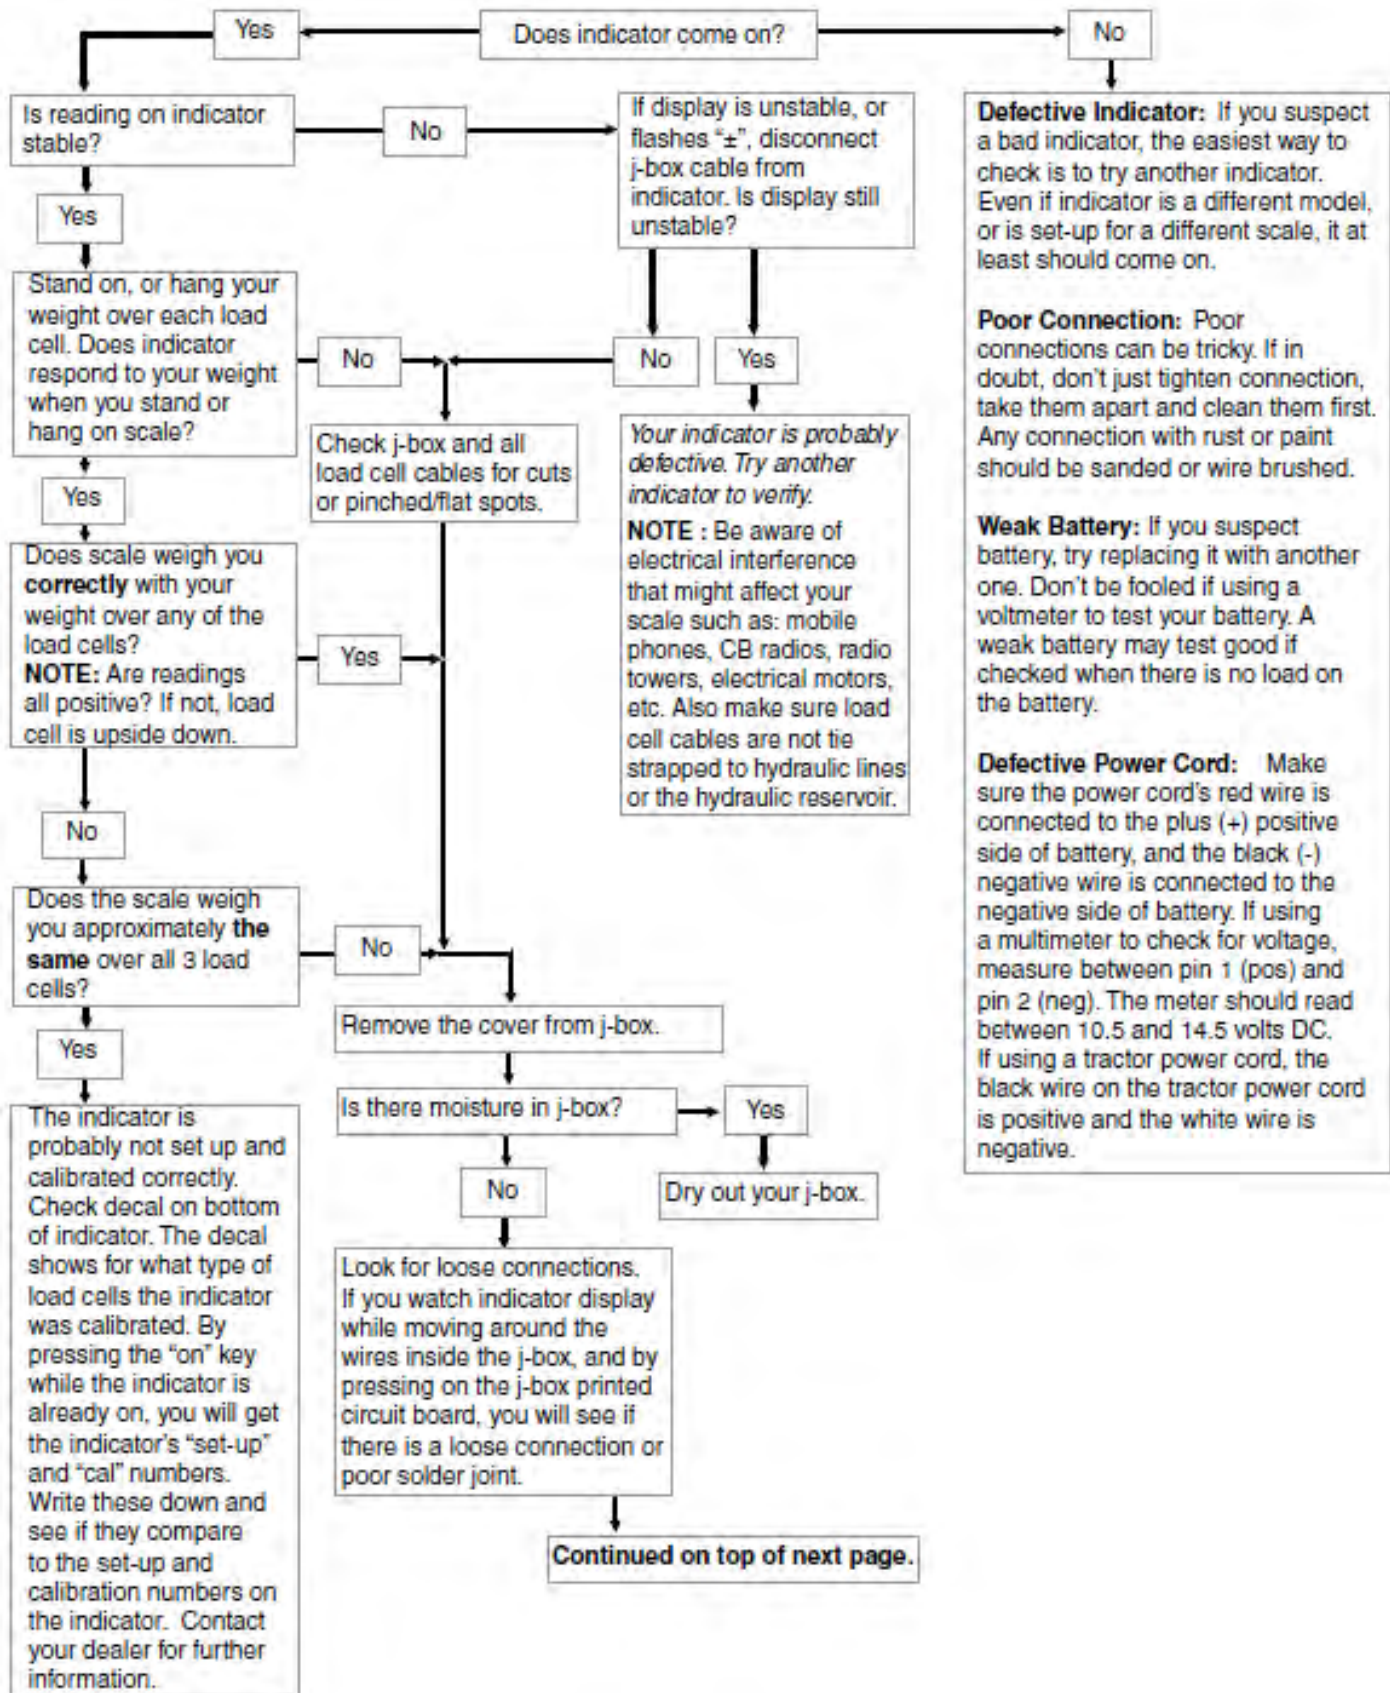 Does indicator come on?
Yes
No
Is reading on indicator
stable?
No
If display is unstable, or
flashes “±”, disconnect
j-box cable from
indicator. Is display still
unstable?
Yes
Stand on, or hang your
weight over each load
cell. Does indicator
respond to your weight
when you stand or
hang on scale?
No
No
Yes
Check j-box and all
load cell cables for cuts
or pinched/flat spots.
Your indicator is probably
defective. Try another
indicator to verify.
NOTE : Be aware of
electrical interference
that might affect your
scale such as: mobile
phones, CB radios, radio
towers, electrical motors,
etc. Also make sure load
cell cables are not tie
strapped to hydraulic lines
or the hydraulic reservoir.
Yes
Does scale weigh you
correctly with your
weight over any of the
load cells?
NOTE: Are readings
all positive? If not, load
cell is upside down.
Yes
No
Does the scale weigh
you approximately the
same over all 3 load
cells?
No
Yes
The indicator is
probably not set up and
calibrated correctly.
Check decal on bottom
of indicator. The decal
shows for what type of
load cells the indicator
was calibrated. By
pressing the “on” key
while the indicator is
already on, you will get
the indicator’s “set-up”
and “cal” numbers.
Write these down and
see if they compare
to the set-up and
calibration numbers on
the indicator. Contact
your dealer for further
information.
Remove the cover from j-box.
Is there moisture in j-box?
Yes
Dry out your j-box.
No
Look for loose connections.
If you watch indicator display
while moving around the
wires inside the j-box, and by
pressing on the j-box printed
circuit board, you will see if
there is a loose connection or
poor solder joint.
Continued on top of next page.
Defective Indicator: If you suspect
a bad indicator, the easiest way to
check is to try another indicator.
Even if indicator is a different model,
or is set-up for a different scale, it at
least should come on.
Poor Connection: Poor
connections can be tricky. If in
doubt, don’t just tighten connection,
take them apart and clean them first.
Any connection with rust or paint
should be sanded or wire brushed.
Weak Battery: If you suspect
battery, try replacing it with another
one. Don’t be fooled if using a
voltmeter to test your battery. A
weak battery may test good if
checked when there is no load on
the battery.
Defective Power Cord: Make
sure the power cord’s red wire is
connected to the plus (+) positive
side of battery, and the black (-)
negative wire is connected to the
negative side of battery. If using
a multimeter to check for voltage,
measure between pin 1 (pos) and
pin 2 (neg). The meter should read
between 10.5 and 14.5 volts DC.
If using a tractor power cord, the
black wire on the tractor power cord
is positive and the white wire is
negative.